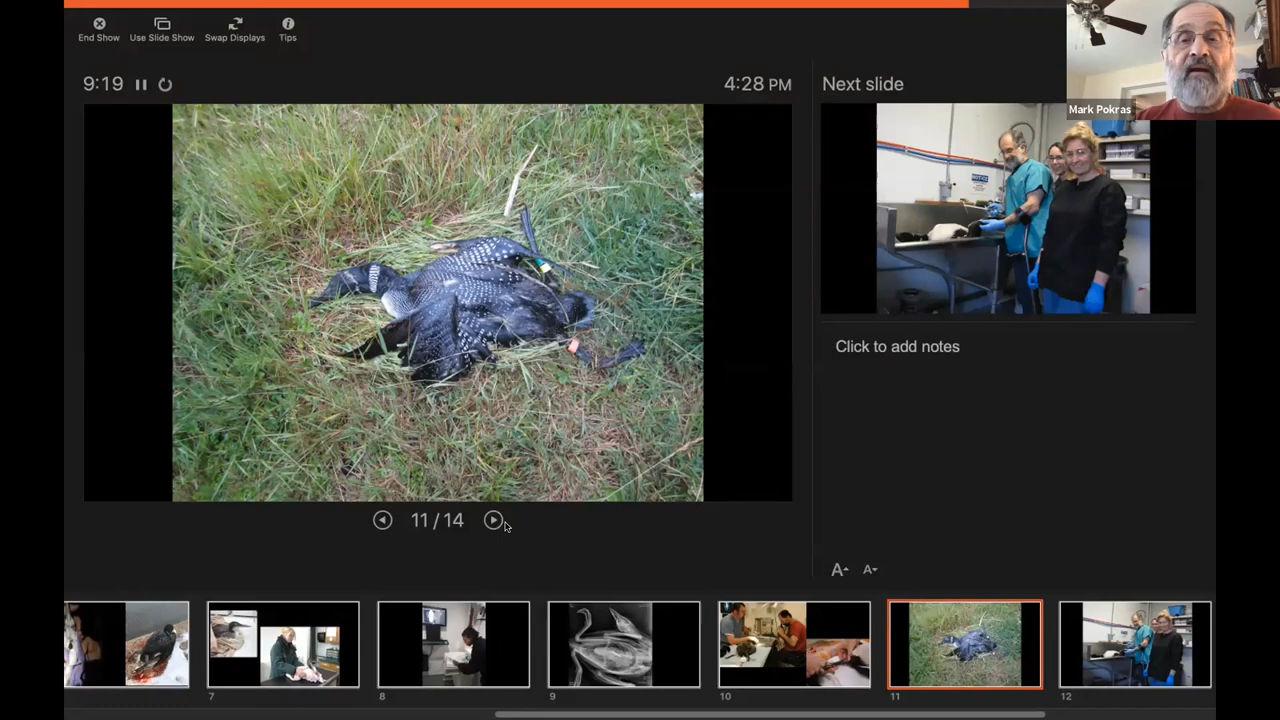 End Show
Use Slide Show
Swap Displays
Tips
9:19
4:28 PM
Next slide
Mark Pokras
NOTICE
Click to add notes
11 / 14
A
A
7
8
9
10
11
12